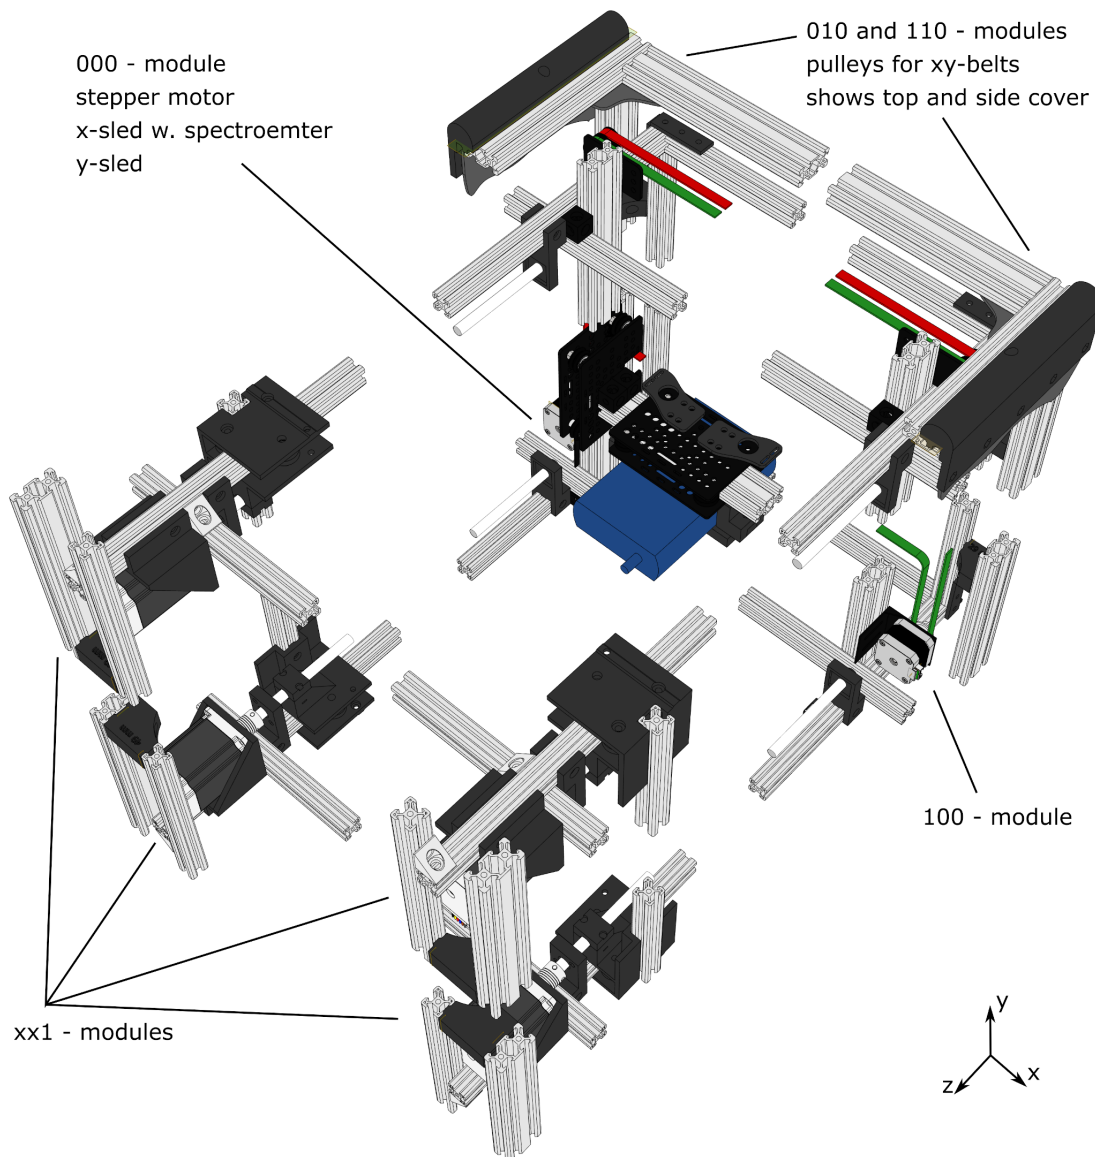 000 - module
stepper motor
x-sled w. spectroemter
y-sled
010 and 110 - modules
pulleys for xy-belts
shows top and side cover
100 - module
xx1 - modules
y
z
x